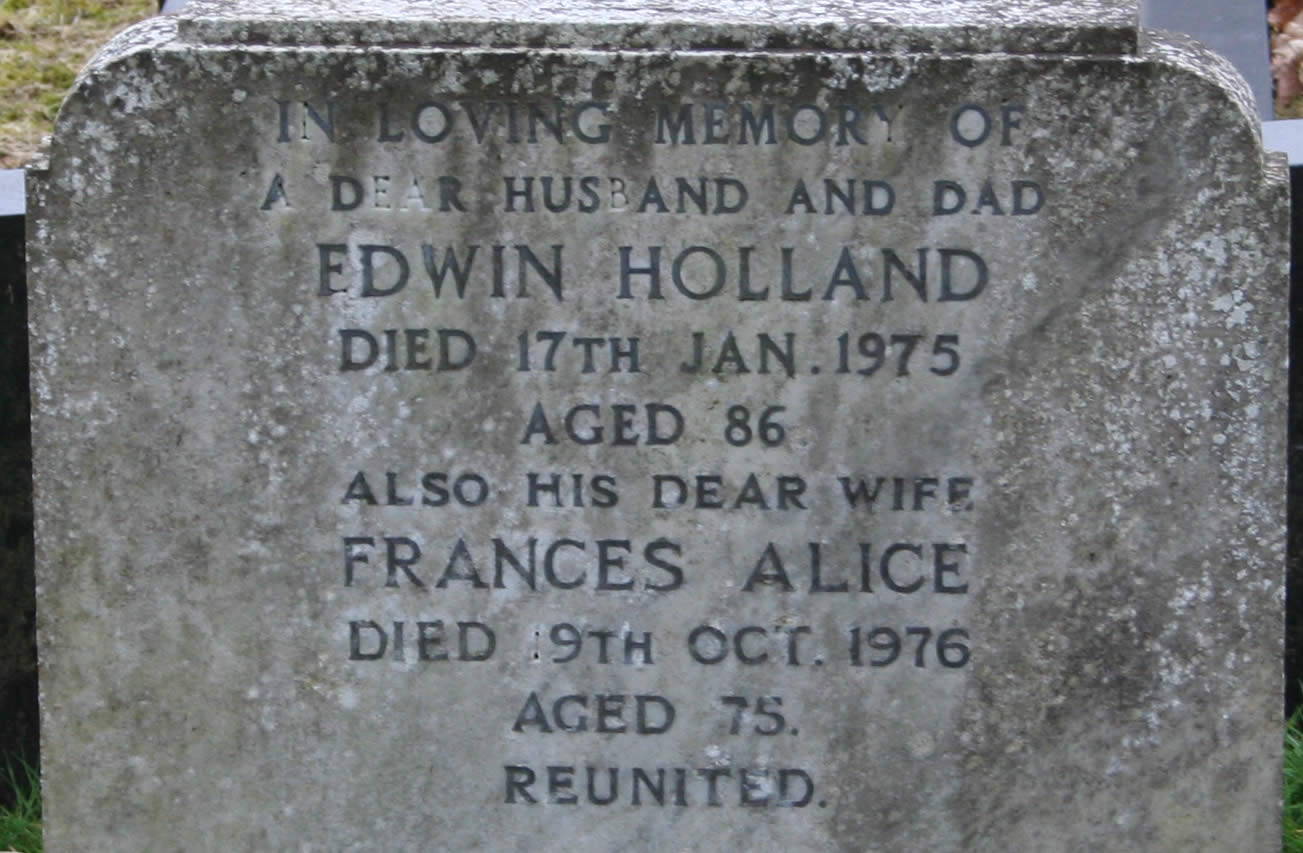 IN LOVING MEMORY OF
A DEAR HUSBAND AND DAD
EDWIN HOLLAND
DIED 17TH JAN. 1975
AGED 86
ALSO HIS DEAR WIFE
FRANCES ALICE
DIED 19TH OCT. 1976
AGED 75.
REUNITED.